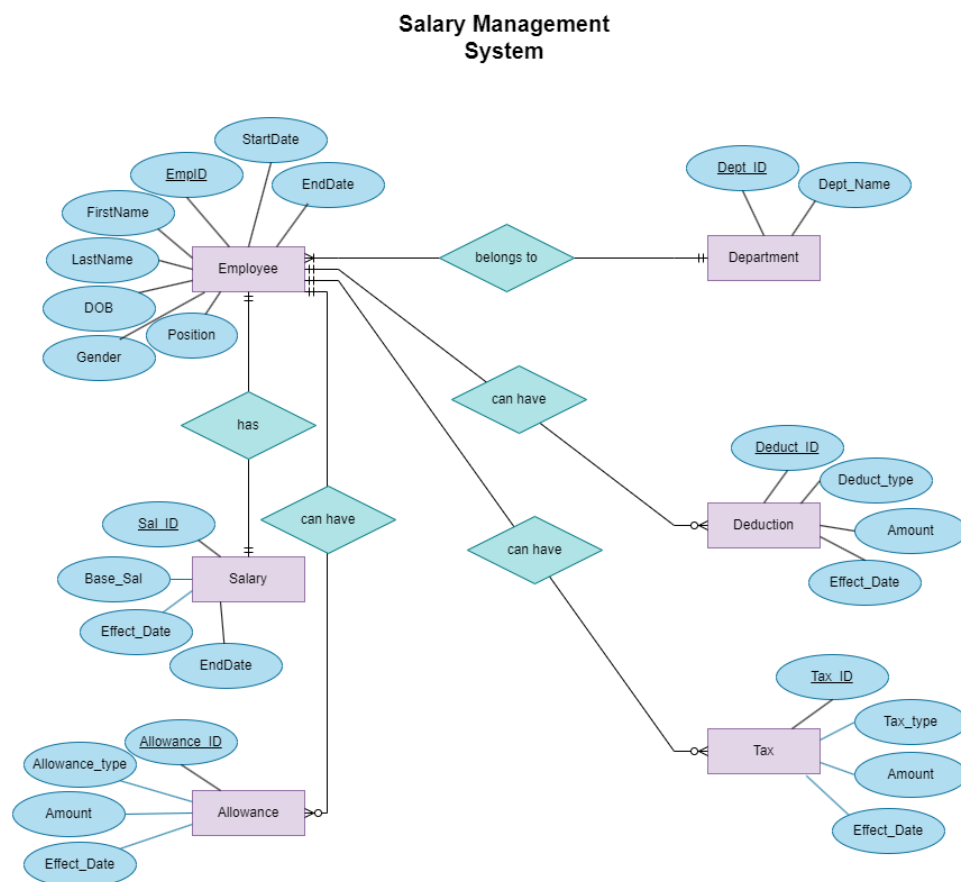 Salary Management
System
StartDate
EmpID
EndDate
Dept_ID
Dept_Name
FirstName
LastName
Employee
belongs to
Department
DOB
Position
Gender
can have
has
Deduct_ID
Deduct_type
Sal_ID
can have
Deduction
Amount
can have
Base_Sal
Salary
Effect_Date
Effect_Date
EndDate
Tax_ID
Allowance_ID
Tax_type
Allowance_type
Tax
Amount
Amount
Allowance
Effect_Date
Effect_Date